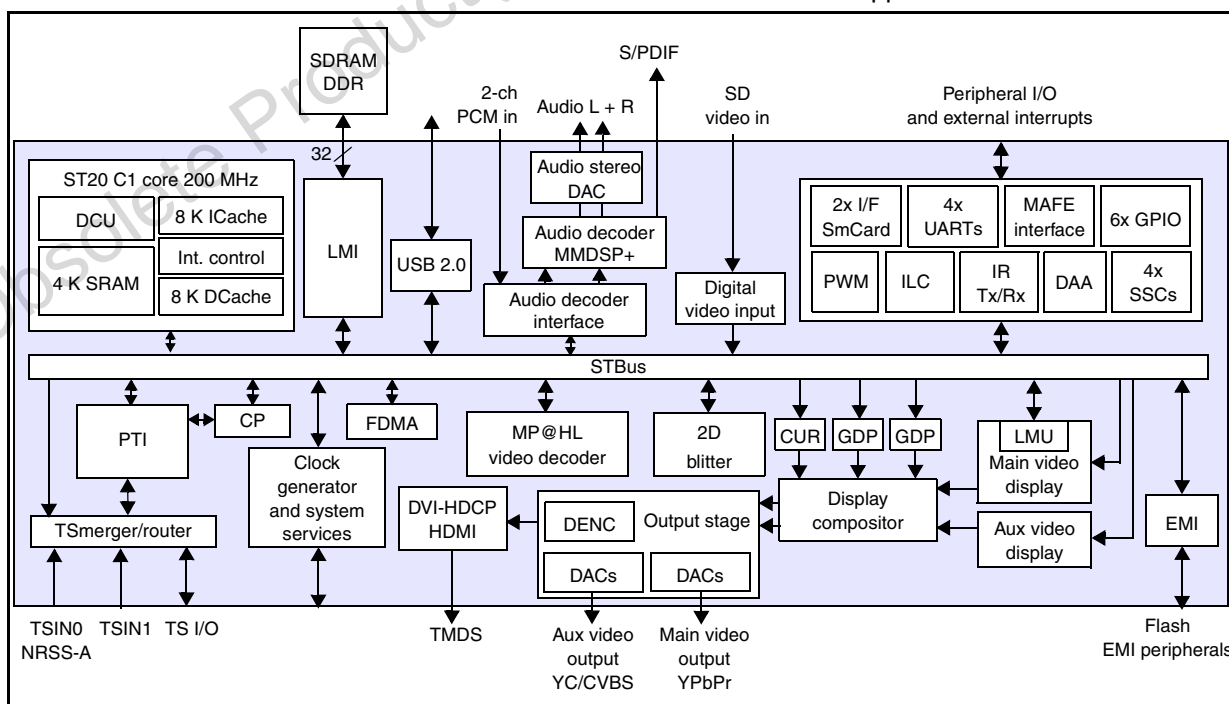 SDRAM
DDR
2-ch
PCM in
Audio L + R
S/PDIF
SD
video in
Peripheral I/O
and external interrupts
32
ST20 C1 core 200 MHz
DCU
8 K ICache
Int. control
4 K SRAM
8 K DCache
LMI
USB 2.0
Audio stereo
DAC
Audio decoder
MMDSP+
Audio decoder
interface
Digital
video input
2x I/F
SmCard
4x
UARTs
MAFE
interface
6x GPIO
PWM
ILC
IR
Tx/Rx
DAA
4x
SSCs
STBus
PTI
CP
FDMA
MP@HL
video decoder
2D
blitter
CUR
GDP
GDP
LMU
Main video
display
Clock
generator
and system
services
TSmerger/router
DVI-HDCP
HDMI
DENC
Output stage
DACs
DACs
Display
compositor
Aux video
display
EMI
TSIN0
NRSS-A
TSIN1
TS I/O
TMDS
Aux video
output
YC/CVBS
Main video
output
YPbPr
Flash
EMI peripherals
Obsolete Product